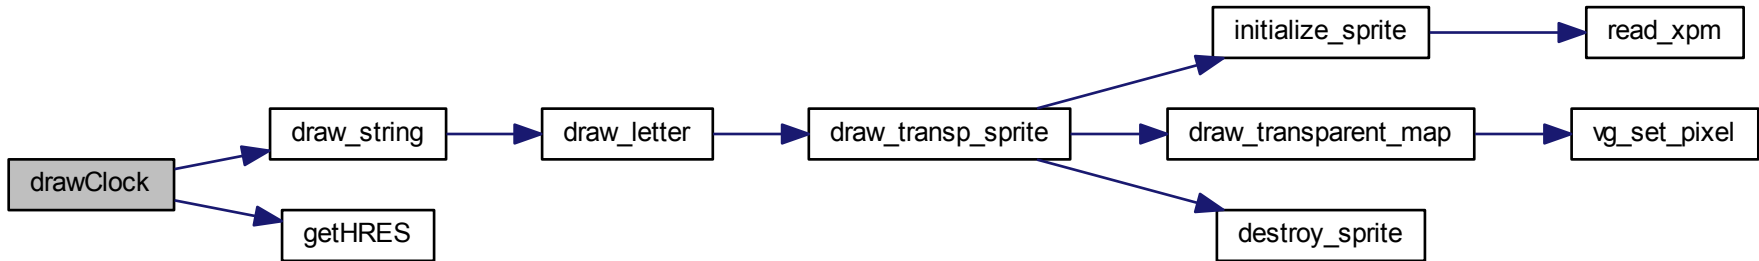 initialize_sprite
read_xpm
draw_string
draw_letter
draw_transp_sprite
draw_transparent_map
vg_set_pixel
drawClock
getHRES
destroy_sprite